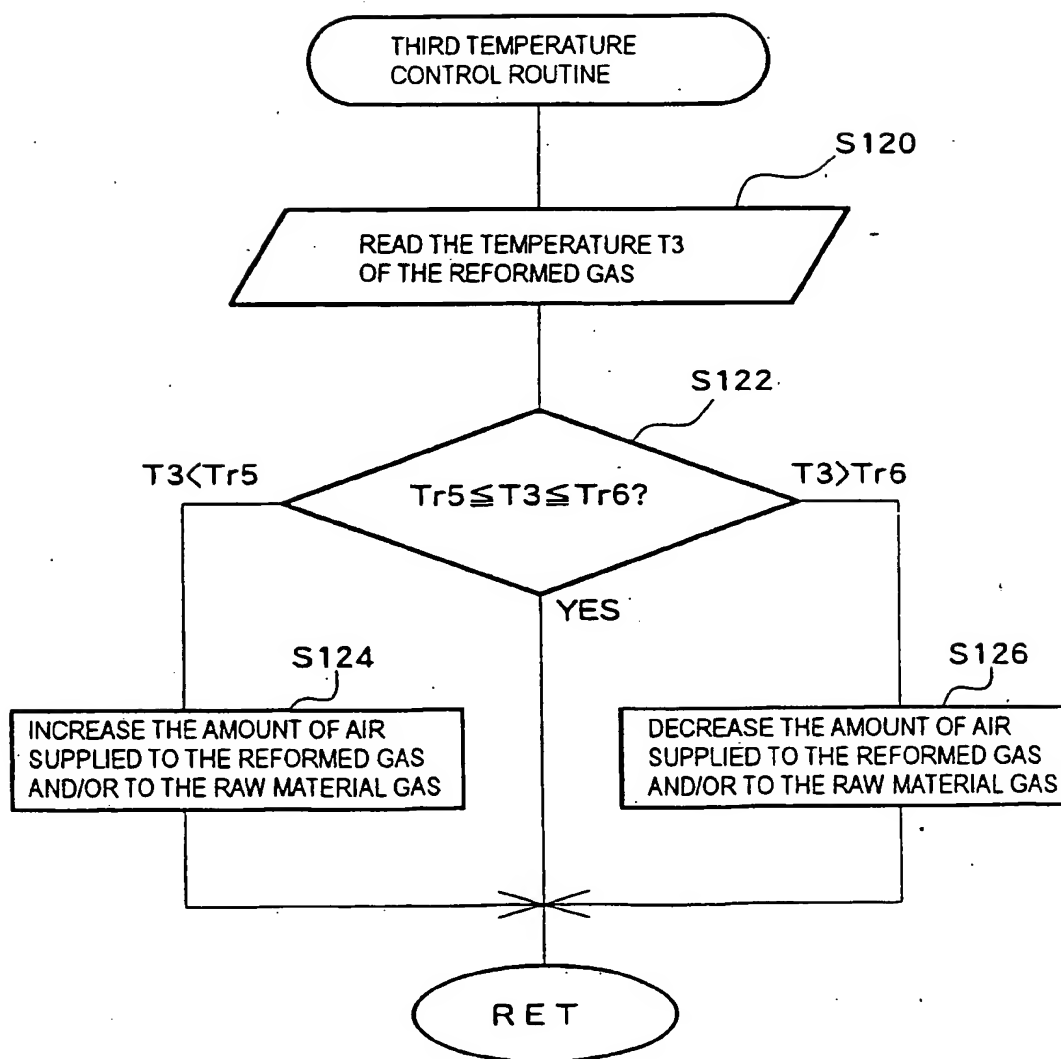 THIRD TEMPERATURE
CONTROL ROUTINE
S120
READ THE TEMPERATURE T3
OF THE REFORMED GAS
S122
T3<Tr5
Tr5≦T3≦Tr6?
T3>Tr6
YES
S124
INCREASE THE AMOUNT OF AIR
SUPPLIED TO THE REFORMED GAS
AND/OR TO THE RAW MATERIAL GAS
S126
DECREASE THE AMOUNT OF AIR
SUPPLIED TO THE REFORMED GAS
AND/OR TO THE RAW MATERIAL GAS
RET